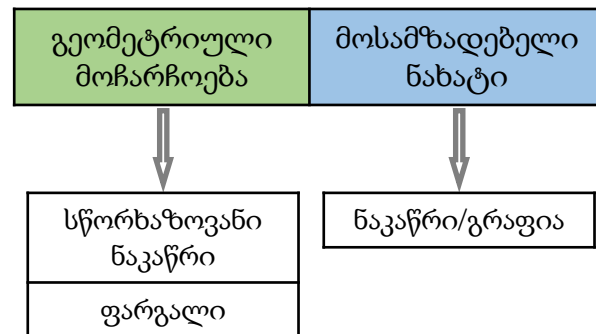 გეომეტრიული
მოჩარჩოება
მოსამზადებელი
ნახატი
სწორხაზოვანი
ნაკაწრი
ფარგალი
ნაკაწრი/გრაფია